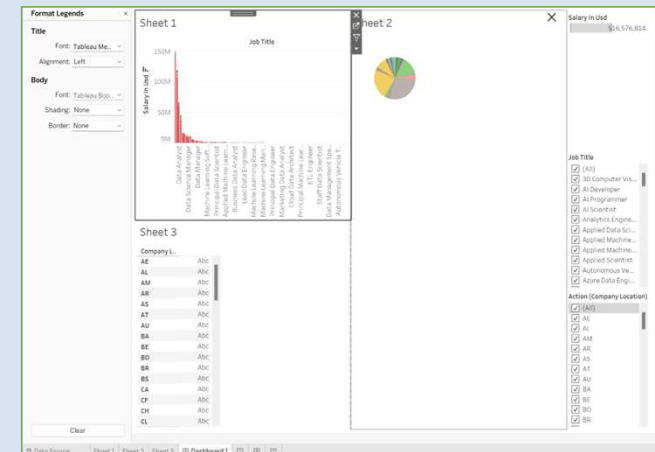 Format Legends
Title
Font: Tableau Me..
Alignment: Left
Body
Font: Tableau Boo..
Shading: None
Border: None
Clear
Sheet 1
Job Title
Salary in Usd
150M
100M
50M
0M
Data Analyst
Data Science Manager
Data Manager
Machine Learning Soft..
Principal Data Scientist
Applied Machine Learn..
Business Data Analyst
Lead Data Engineer
Machine Learning Rese..
Machine Learning Man..
Principal Data Engineer
Marketing Data Analyst
Cloud Data Architect
Principal Machine Lear..
ETL Engineer
Staff Data Scientist
Data Management Spe..
Autonomous Vehicle T..
heet 2
Sheet 3
Company L..
AE Abc
AL Abc
AM Abc
AR Abc
AS Abc
AT Abc
AU Abc
BA Abc
BE Abc
BO Abc
BR Abc
BS Abc
CA Abc
CF Abc
CH Abc
CL Abc
Salary In Usd
Job Title
(All)
3D Computer Vis...
AI Developer
AI Programmer
AI Scientist
Analytics Engine...
Applied Data Sci...
Applied Machine...
Applied Machine...
Applied Scientist
Autonomous Ve...
Azure Data Engi...
Action (Company Location)
(All)
AE
AL
AM
AR
AS
AT
AU
BA
BE
BO
BR
Data Source
Sheet 1
Sheet 2
Sheet 3
Dashboard 1